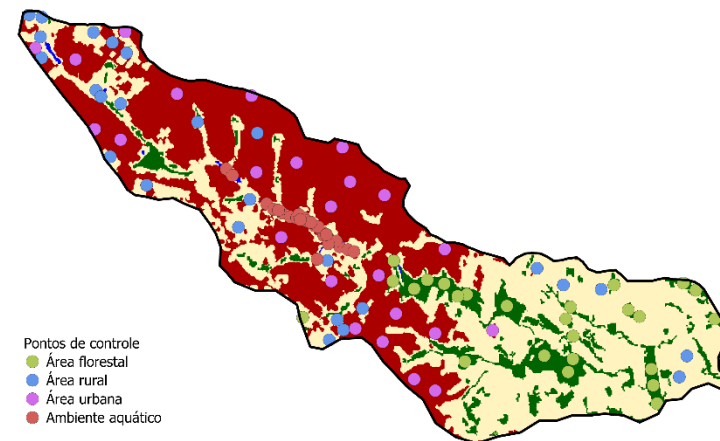 Pontos de controle
Área florestal
Área rural
Área urbana
Ambiente aquático